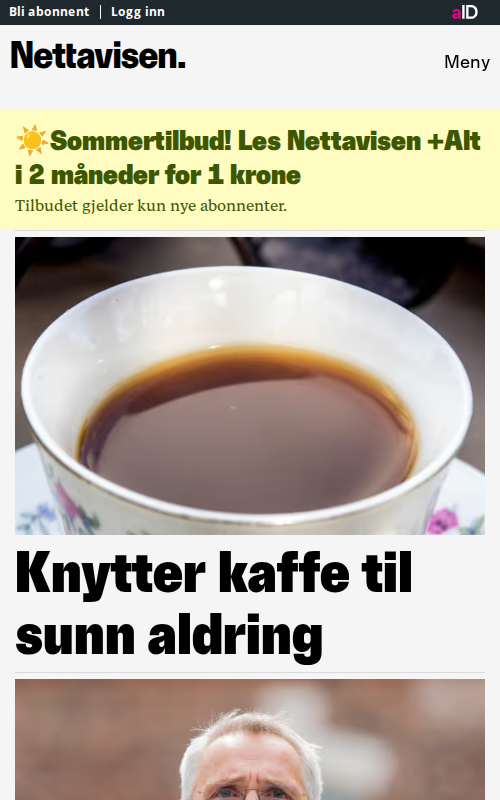 Bli abonnent
Logg inn
aID
Nettavisen.
Meny
Sommertilbud! Les Nettavisen +Alt
i 2 måneder for 1 krone
Tilbudet gjelder kun nye abonnenter.
Knytter kaffe til
sunn aldring